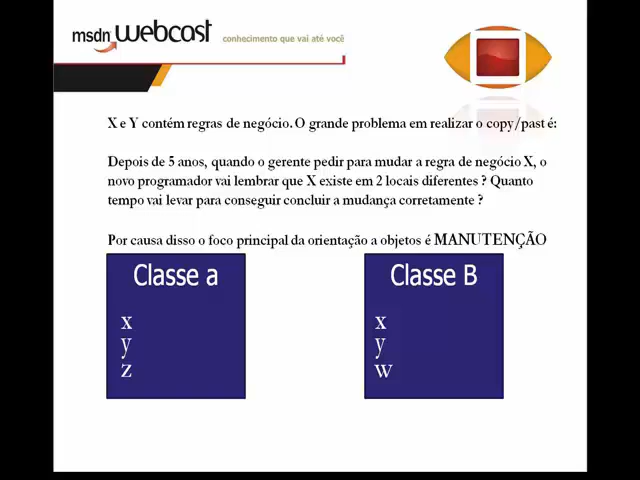 msdn webcast
conhecimento que vai até você
X e Y contém regras de negócio. O grande problema em realizar o copy/past é:
Depois de 5 anos, quando o gerente pedir para mudar a regra de negócio X, o
novo programador vai lembrar que X existe em 2 locais diferentes ? Quanto
tempo vai levar para conseguir concluir a mudança corretamente ?
Por causa disso o foco principal da orientação a objetos é MANUTENÇÃO
Classe a
x
y
z
Classe B
x
y
w